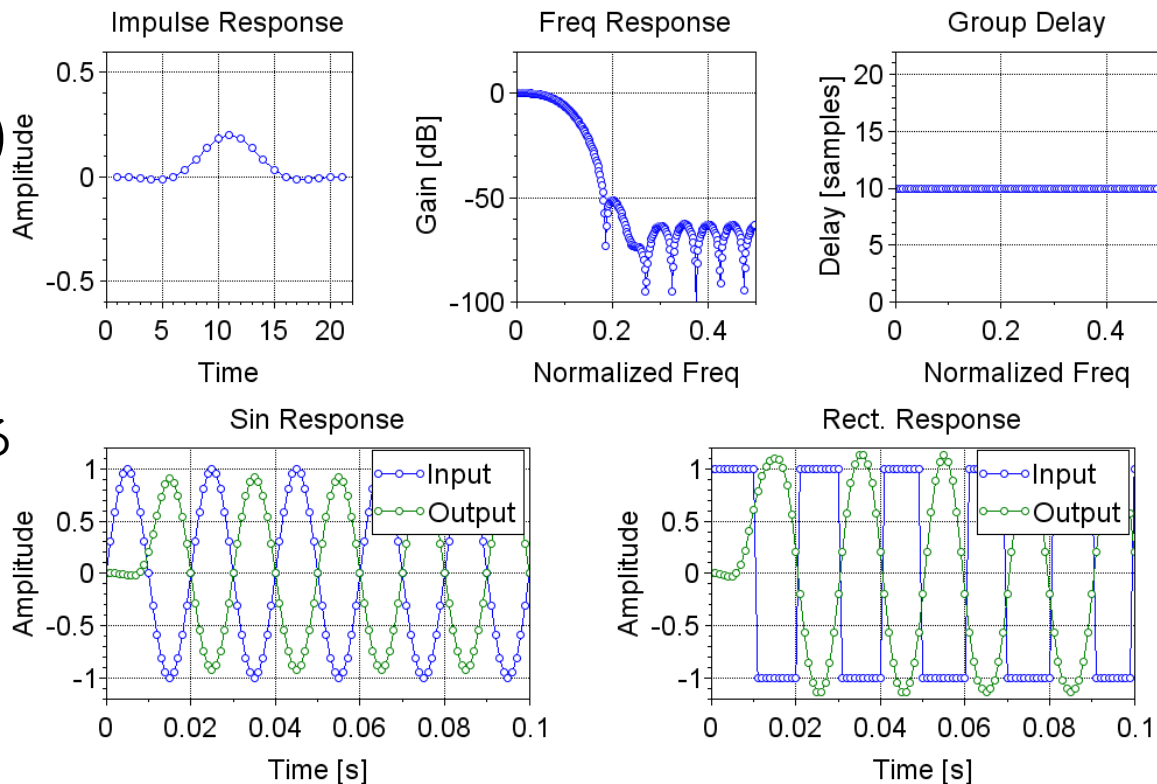 Impulse Response
Freq Response
Group Delay
)
Amplitude
0.5
0
-0.5
0 5 10 15 20
Time
Gain [dB]
0
-50
-100
0 0.2 0.4
Normalized Freq
Delay [samples]
20
15
10
5
0
0 0.2 0.4
Normalized Freq
Sin Response
Rect. Response
Amplitude
1
0.5
0
-0.5
-1
Input
Output
0 0.02 0.04 0.06 0.08 0.1
Time [s]
Amplitude
1
0.5
0
-0.5
-1
Input
Output
0 0.02 0.04 0.06 0.08 0.1
Time [s]